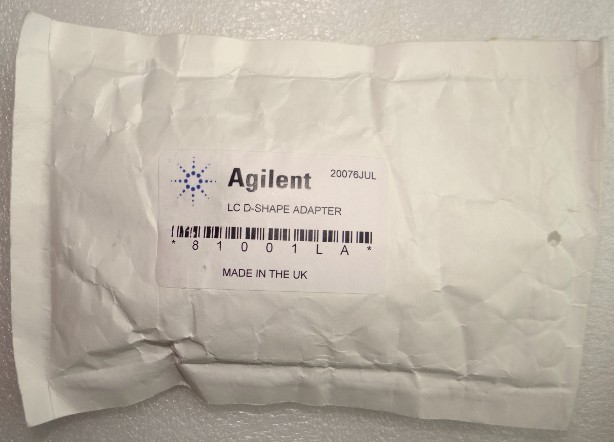 Agilent 20076JUL
LC D-SHAPE ADAPTER
*81001LA*
MADE IN THE UK